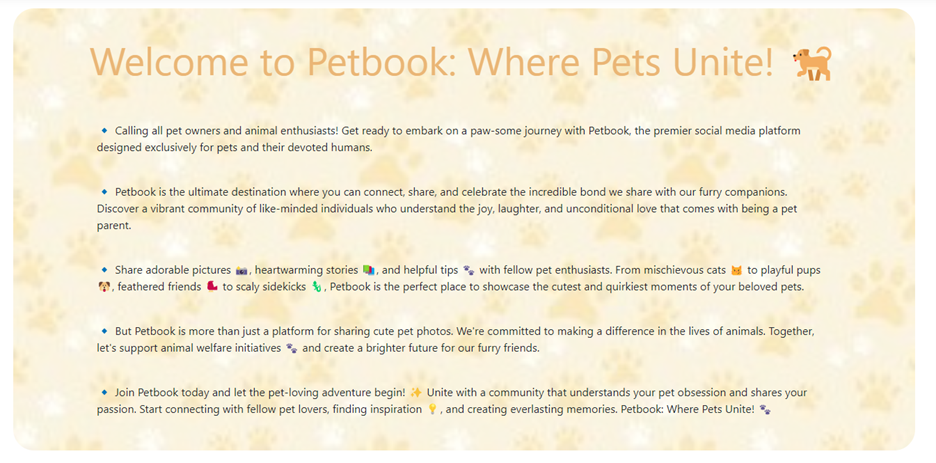 Welcome to Petbook: Where Pets Unite! 🐕
🔹 Calling all pet owners and animal enthusiasts! Get ready to embark on a paw-some journey with Petbook, the premier social media platform
designed exclusively for pets and their devoted humans.
🔹 Petbook is the ultimate destination where you can connect, share, and celebrate the incredible bond we share with our furry companions.
Discover a vibrant community of like-minded individuals who understand the joy, laughter, and unconditional love that comes with being a pet
parent.
🔹 Share adorable pictures 📸, heartwarming stories 📚, and helpful tips 🐾 with fellow pet enthusiasts. From mischievous cats 🐱 to playful pups
🐶, feathered friends 🦜 to scaly sidekicks 🦎, Petbook is the perfect place to showcase the cutest and quirkiest moments of your beloved pets.
🔹 But Petbook is more than just a platform for sharing cute pet photos. We're committed to making a difference in the lives of animals. Together,
let's support animal welfare initiatives 🐾 and create a brighter future for our furry friends.
🔹 Join Petbook today and let the pet-loving adventure begin! ✨ Unite with a community that understands your pet obsession and shares your
passion. Start connecting with fellow pet lovers, finding inspiration 💡, and creating everlasting memories. Petbook: Where Pets Unite! 🐾